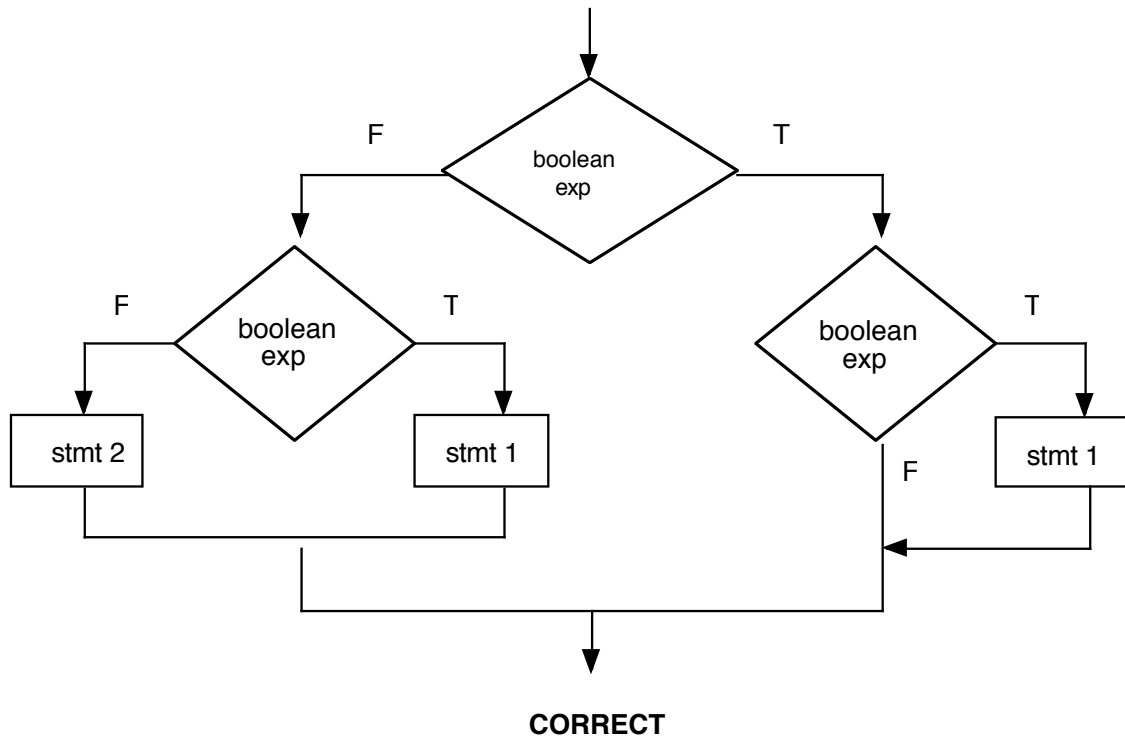 F
T
boolean
exp
F
T
boolean
exp
T
boolean
exp
stmt 2
stmt 1
F
stmt 1
CORRECT